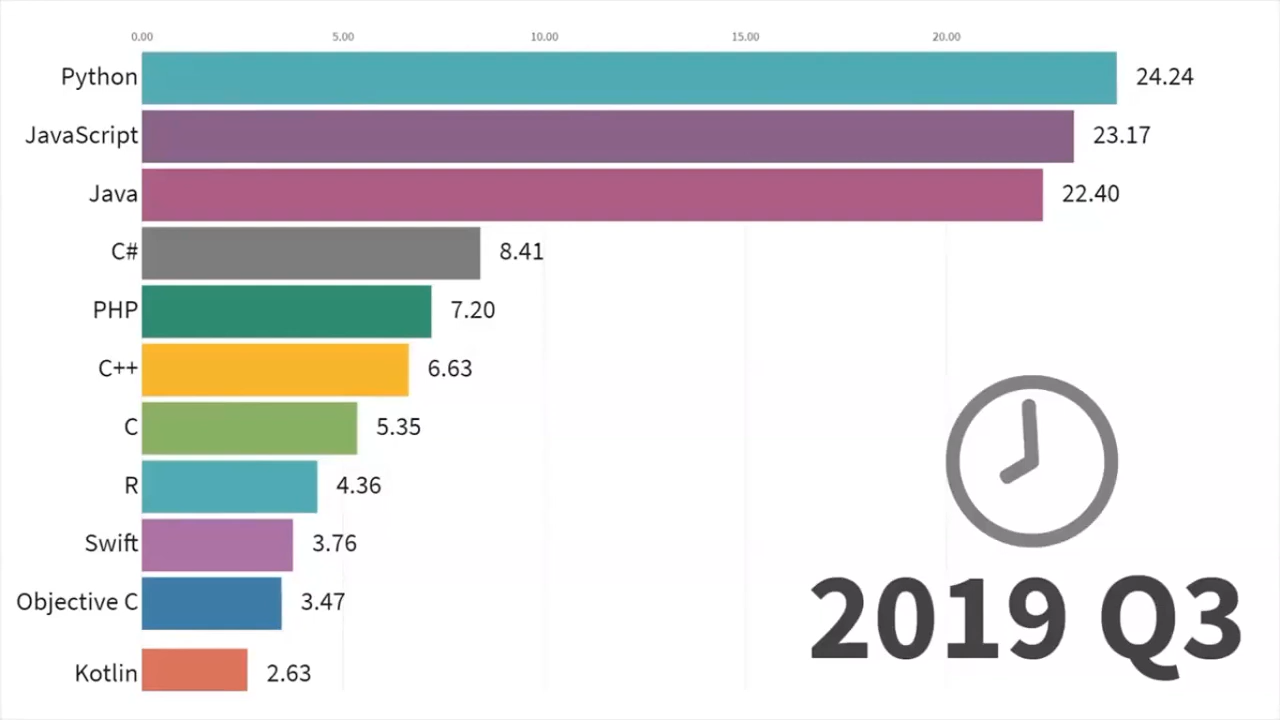 0.00 5.00 10.00 15.00 20.00
Python 24.24
JavaScript 23.17
Java 22.40
C# 8.41
PHP 7.20
C++ 6.63
C 5.35
R 4.36
Swift 3.76
Objective C 3.47
Kotlin 2.63
2019 Q3